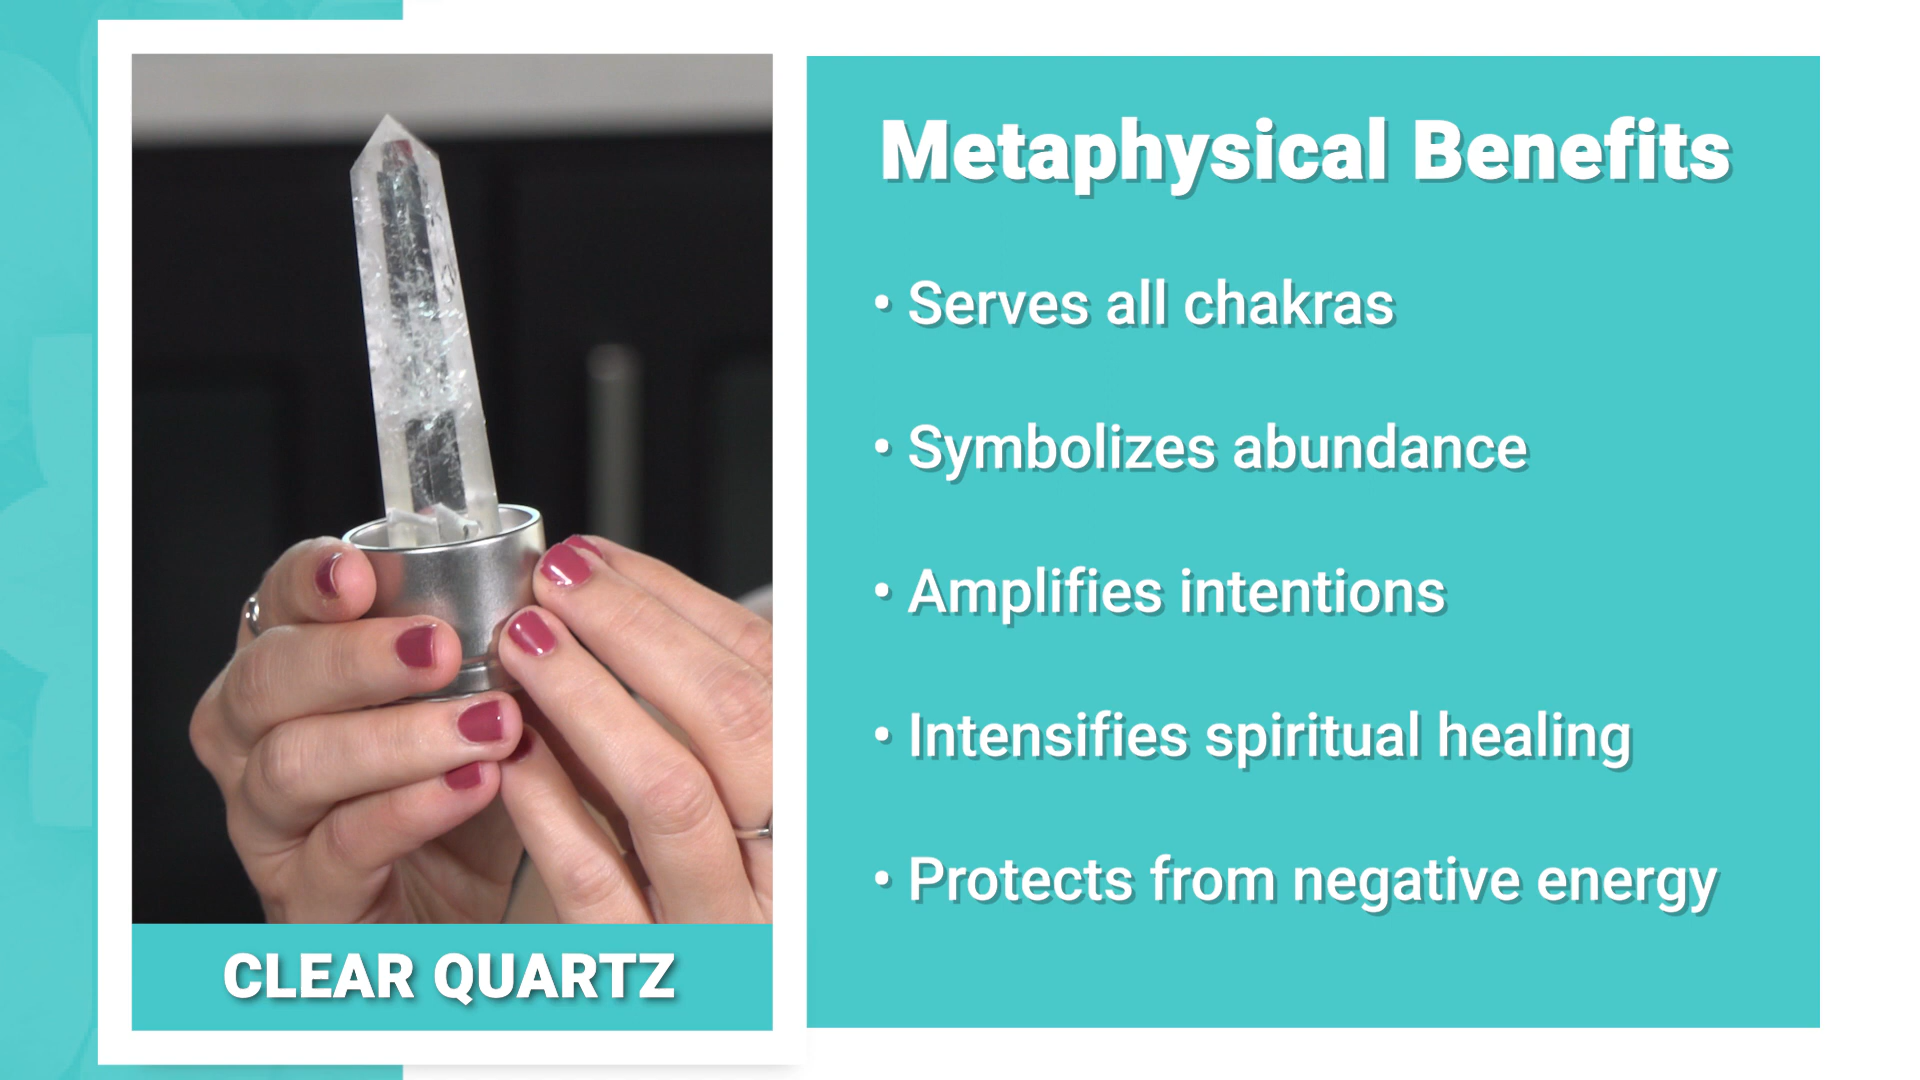 Metaphysical Benefits
• Serves all chakras
• Symbolizes abundance
• Amplifies intentions
• Intensifies spiritual healing
• Protects from negative energy
CLEAR QUARTZ